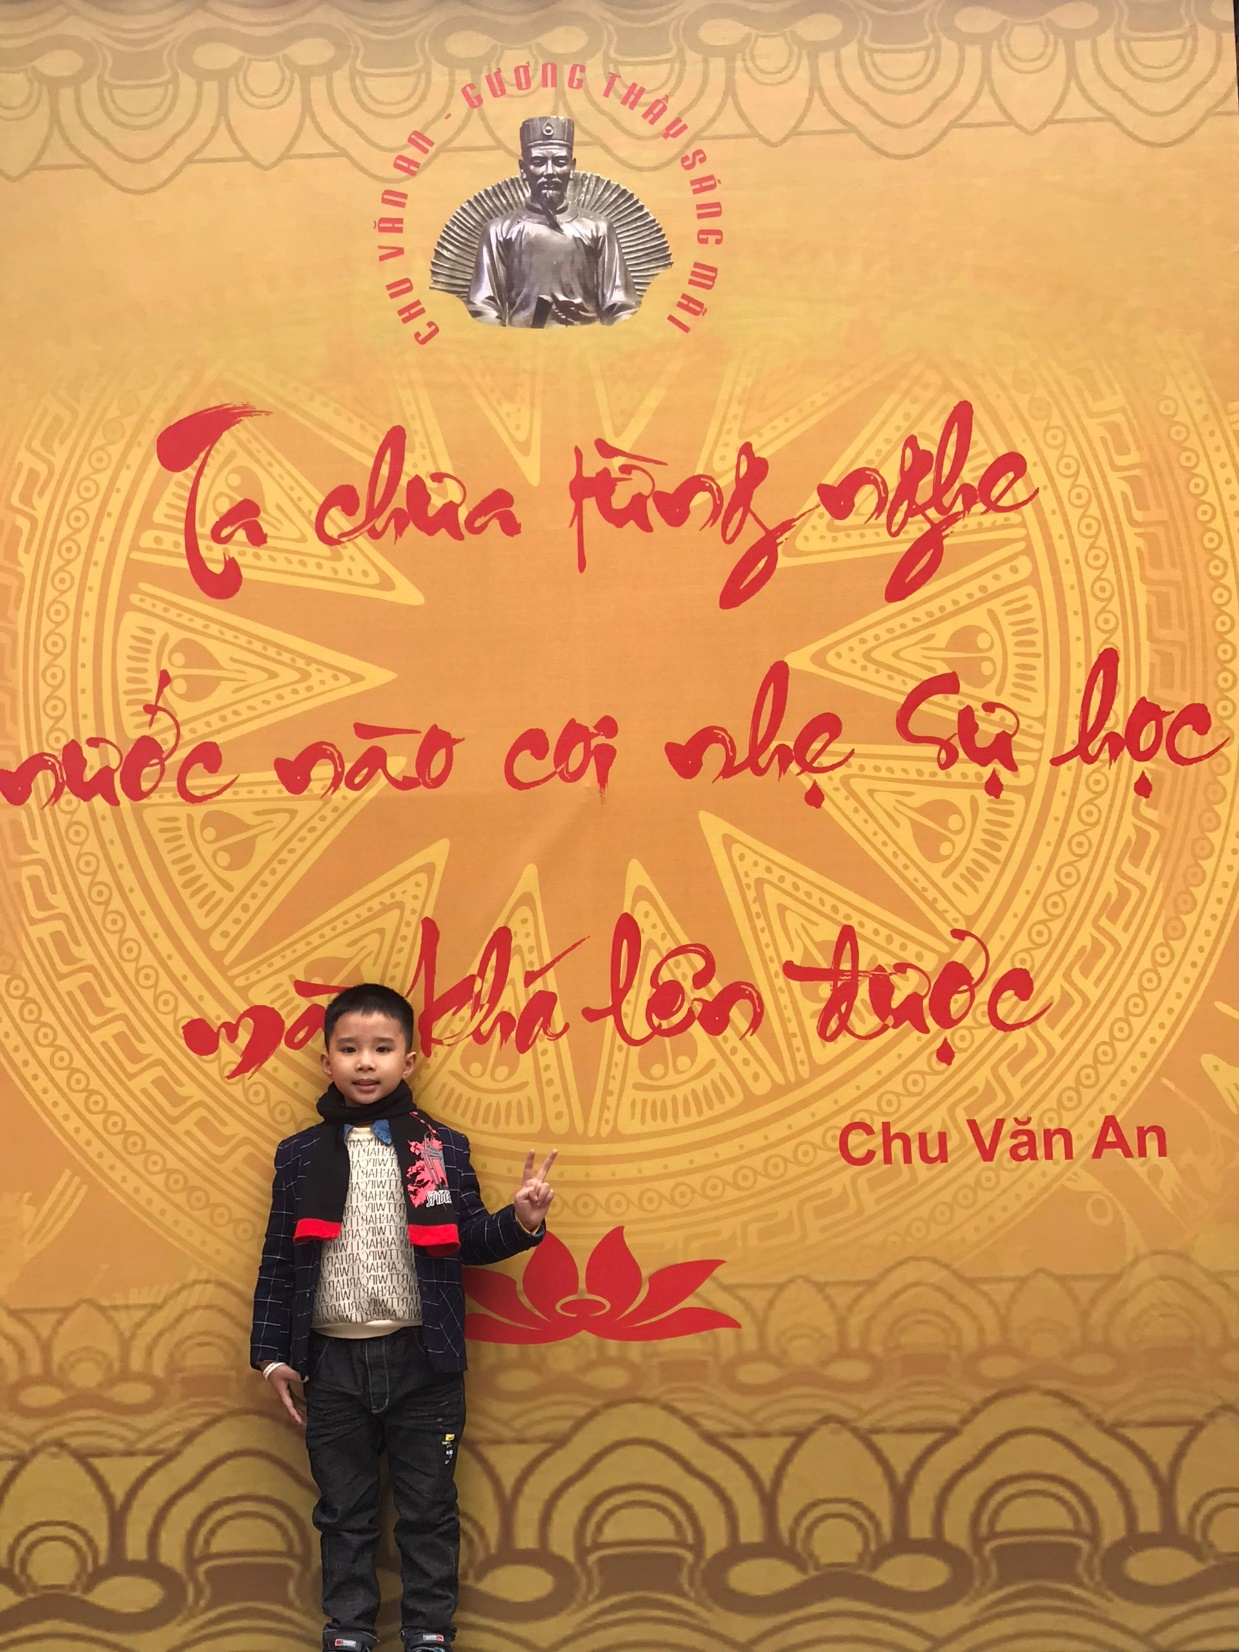 CHU VĂN AN - GƯƠNG THẦY SÁNG MÃI
Ta chưa từng nghe
nước nào coi nhẹ sự học
mà khá lên được
Chu Văn An